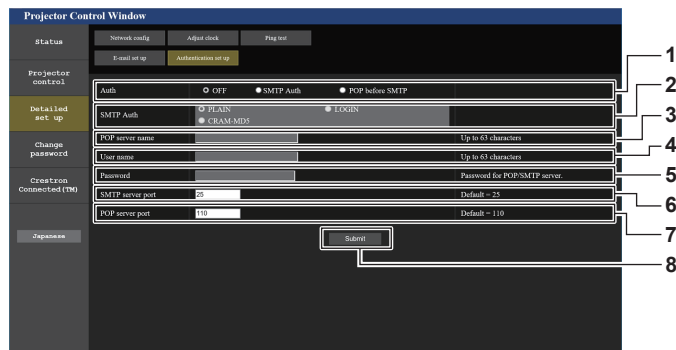 Projector Control Window
Status
Network config
Adjust clock
Ping test
E-mail set up
Authentication set up
Projector
control
Detailed
set up
Change
password
Crestron
Connected(TM)
Japanese
Auth
OFF
SMTP Auth
POP before SMTP
1
SMTP Auth
PLAIN
LOGIN
CRAM-MD5
2
POP server name
Up to 63 characters
3
User name
Up to 63 characters
4
Password
Password for POP/SMTP server.
5
SMTP server port
25
Default = 25
6
POP server port
110
Default = 110
7
Submit
8